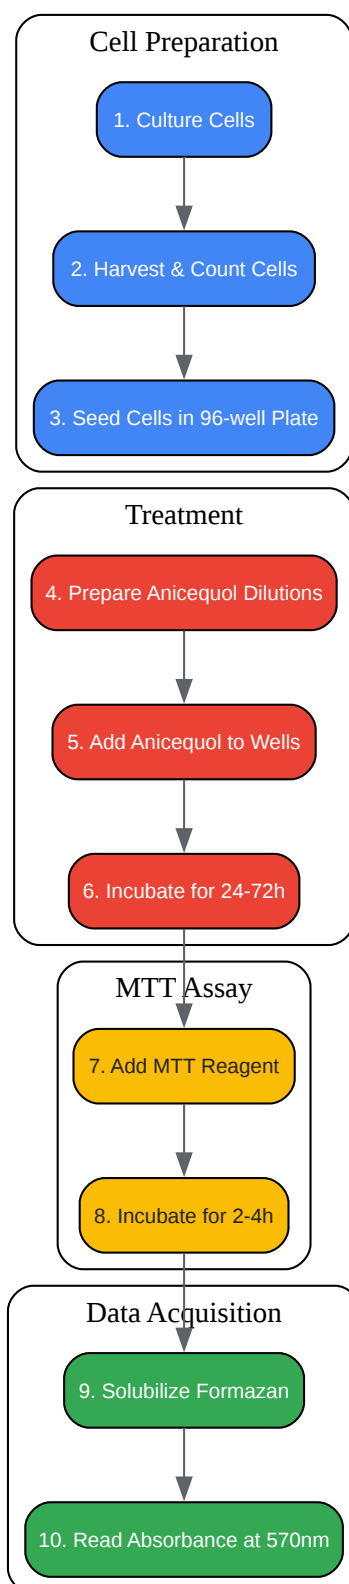 Cell Preparation
1. Culture Cells
2. Harvest & Count Cells
3. Seed Cells in 96-well Plate
Treatment
4. Prepare Anicequol Dilutions
5. Add Anicequol to Wells
6. Incubate for 24-72h
MTT Assay
7. Add MTT Reagent
8. Incubate for 2-4h
Data Acquisition
9. Solubilize Formazan
10. Read Absorbance at 570nm